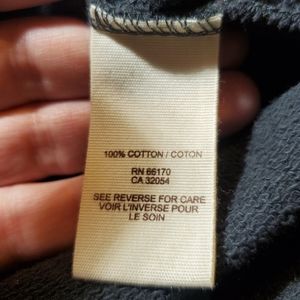 100% COTTON / COTON
RN 66170
CA 32054
SEE REVERSE FOR CARE
VOIR L'INVERSE POUR
LE SOIN